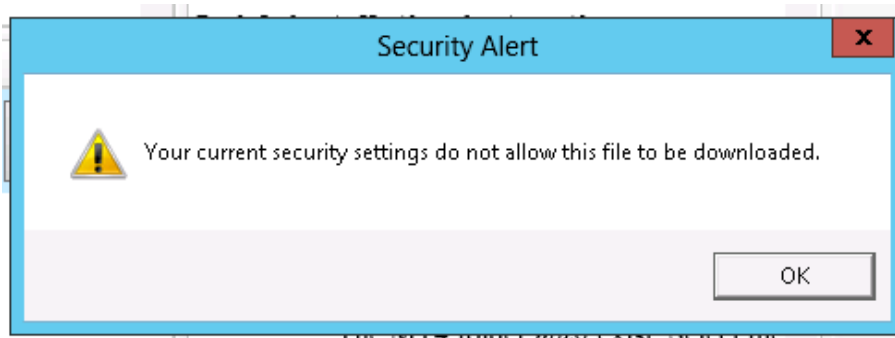 Security Alert
x
Your current security settings do not allow this file to be downloaded.
OK